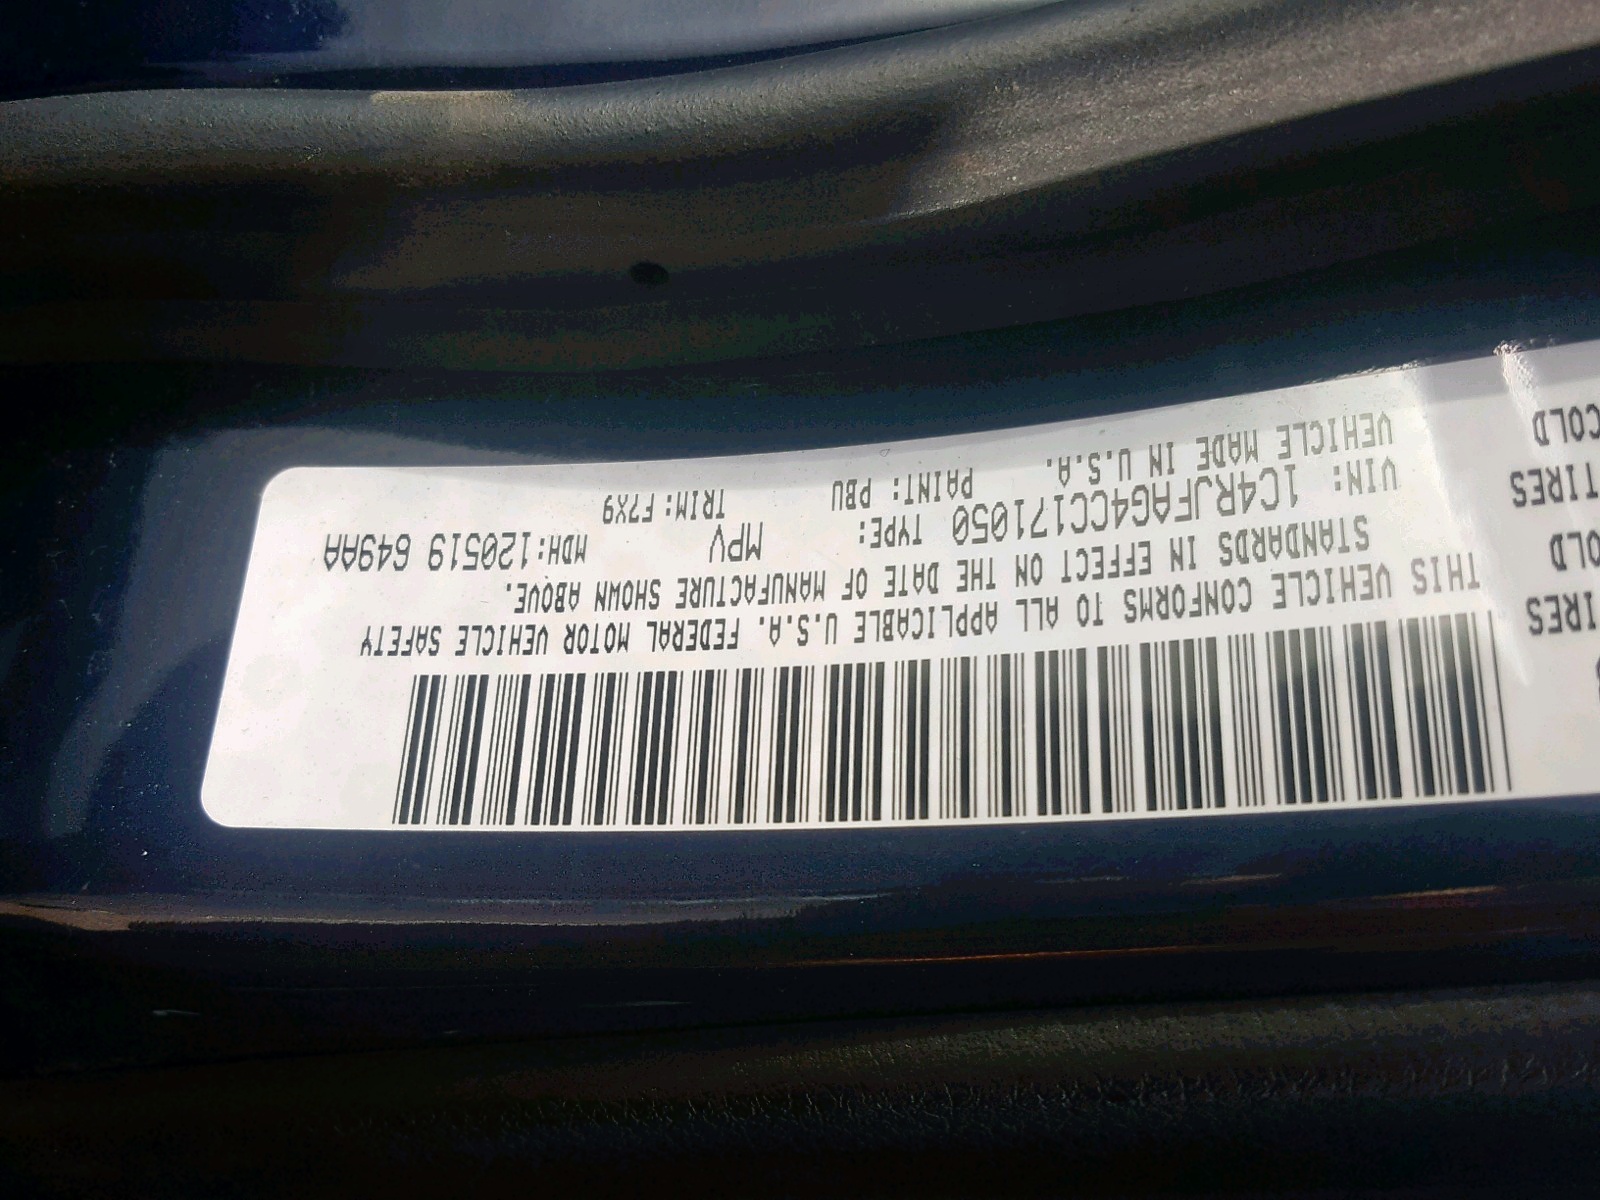 THIS VEHICLE CONFORMS TO ALL APPLICABLE U.S.A. FEDERAL MOTOR VEHICLE SAFETY
STANDARDS IN EFFECT ON THE DATE OF MANUFACTURE SHOWN ABOVE.
VIN: 1C4RJFAG4CC171050 TYPE: MPV MDH:120519 649AA
VEHICLE MADE IN U.S.A. PAINT: PBU TRIM: F7X9
TIRES
COLD
TIRES
COLD